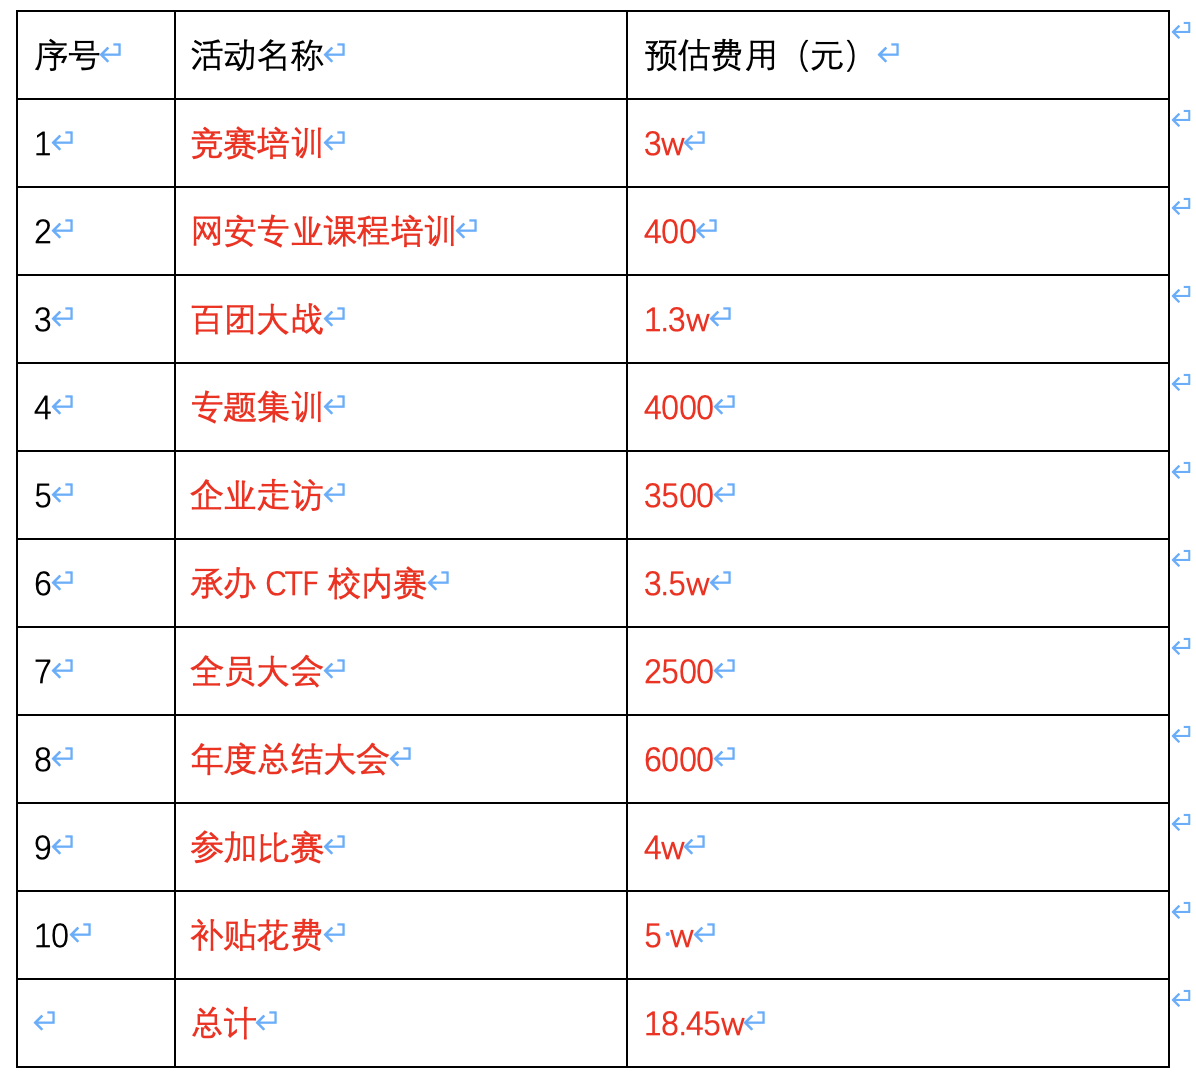 序号 活动名称 预估费用（元）
1 竞赛培训 3w
2 网安专业课程培训 400
3 百团大战 1.3w
4 专题集训 4000
5 企业走访 3500
6 承办 CTF 校内赛 3.5w
7 全员大会 2500
8 年度总结大会 6000
9 参加比赛 4w
10 补贴花费 5 w
总计 18.45w